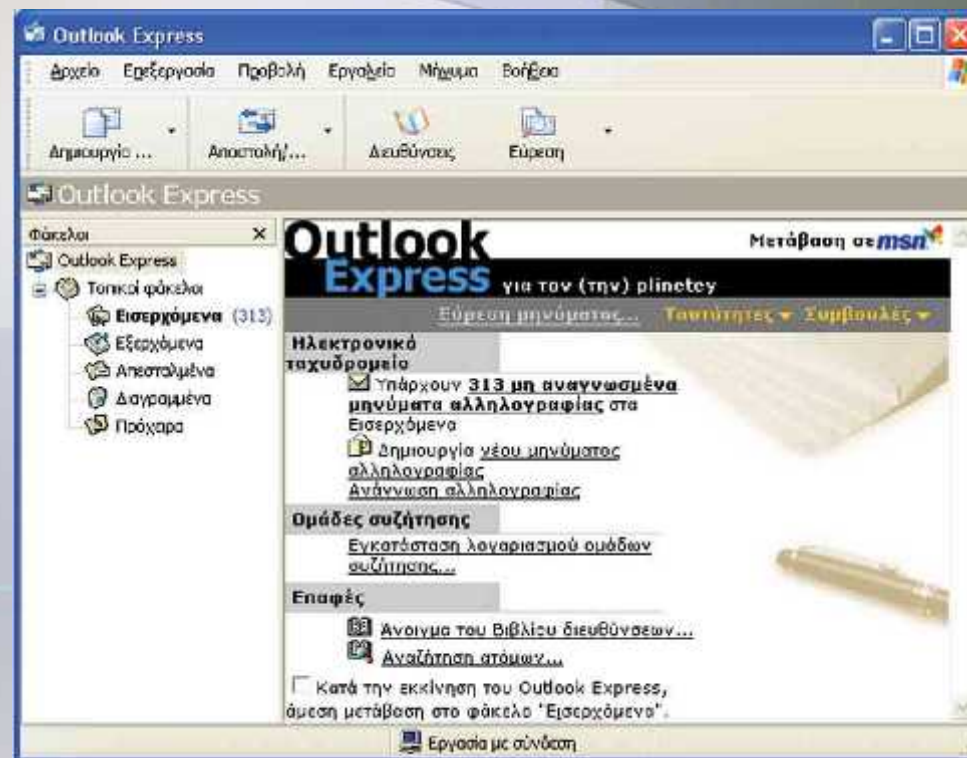 Outlook Express
Αρχείο Επεξεργασία Προβολή Εργαλεία Μήνυμα Βοήθεια
Δημιουργία ... Αποστολή/... Διευθύνσεις Εύρεση
Outlook Express
Φάκελοι
Outlook Express
Τοπικοί φάκελοι
Εισερχόμενα (313)
Εξερχόμενα
Απεσταλμένα
Διαγραμμένα
Πρόχειρα
Outlook Express
Μετάβαση σε msn
για τον (την) plinetey
Εύρεση μηνύματος... Ταυτότητες Συμβουλές
Ηλεκτρονικό
ταχυδρομείο
Υπάρχουν 313 μη αναγνωσμένα
μηνύματα αλληλογραφίας στα
Εισερχόμενα
Δημιουργία νέου μηνύματος
αλληλογραφίας
Ανάγνωση αλληλογραφίας
Ομάδες συζήτησης
Εγκατάσταση λογαριασμού ομάδων
συζήτησης...
Επαφές
Άνοιγμα του Βιβλίου διευθύνσεων...
Αναζήτηση ατόμων...
Κατά την εκκίνηση του Outlook Express,
άμεση μετάβαση στο φάκελο "Εισερχόμενα".
Εργασία με σύνδεση